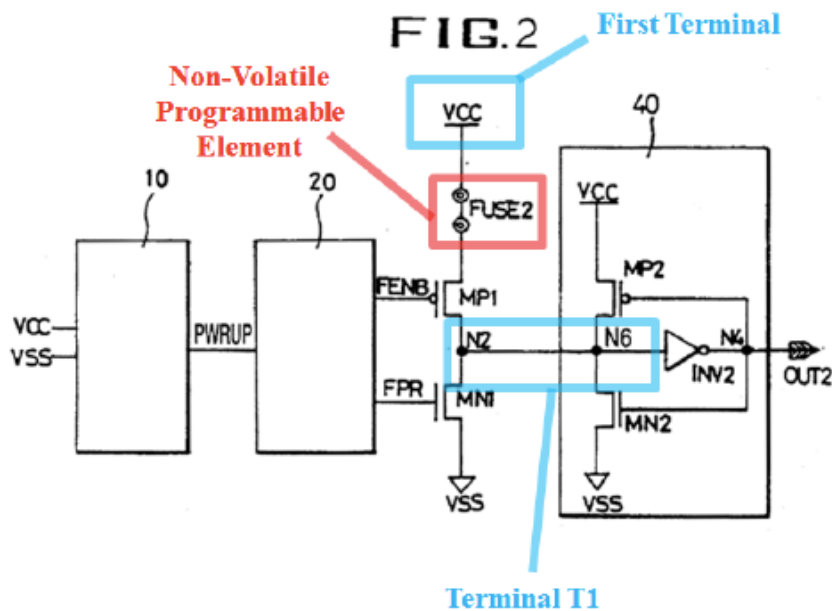 FIG.2
First Terminal
Non-Volatile
Programmable
Element
VCC
40
10
20
FUSE2
VCC
MP2
FENB
MP1
VCC
VSS
PWRUP
N2
N6
N4
INV2
OUT2
FPR
MN1
MN2
VSS
VSS
Terminal T1